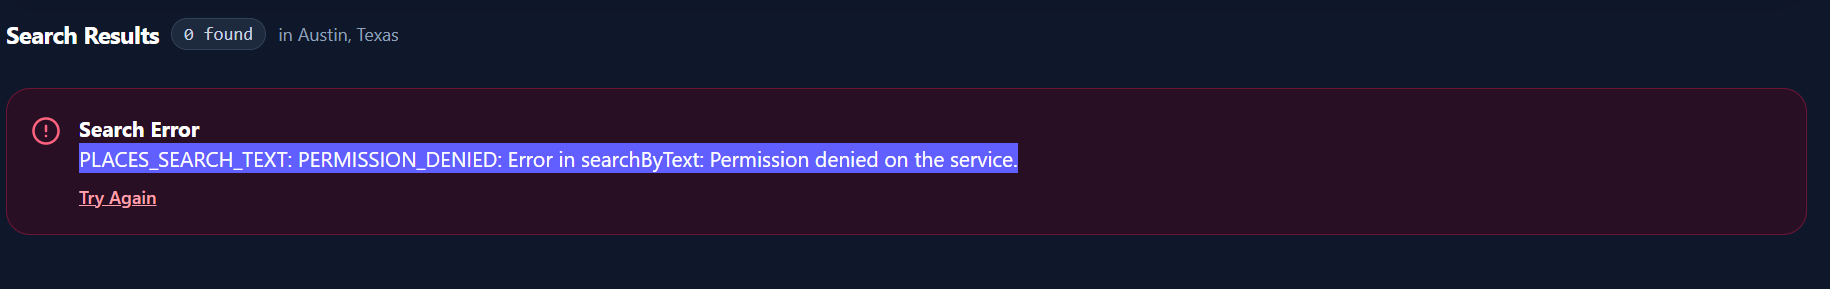 Search Results 0 found in Austin, Texas
Search Error
PLACES_SEARCH_TEXT: PERMISSION_DENIED: Error in searchByText: Permission denied on the service.
Try Again